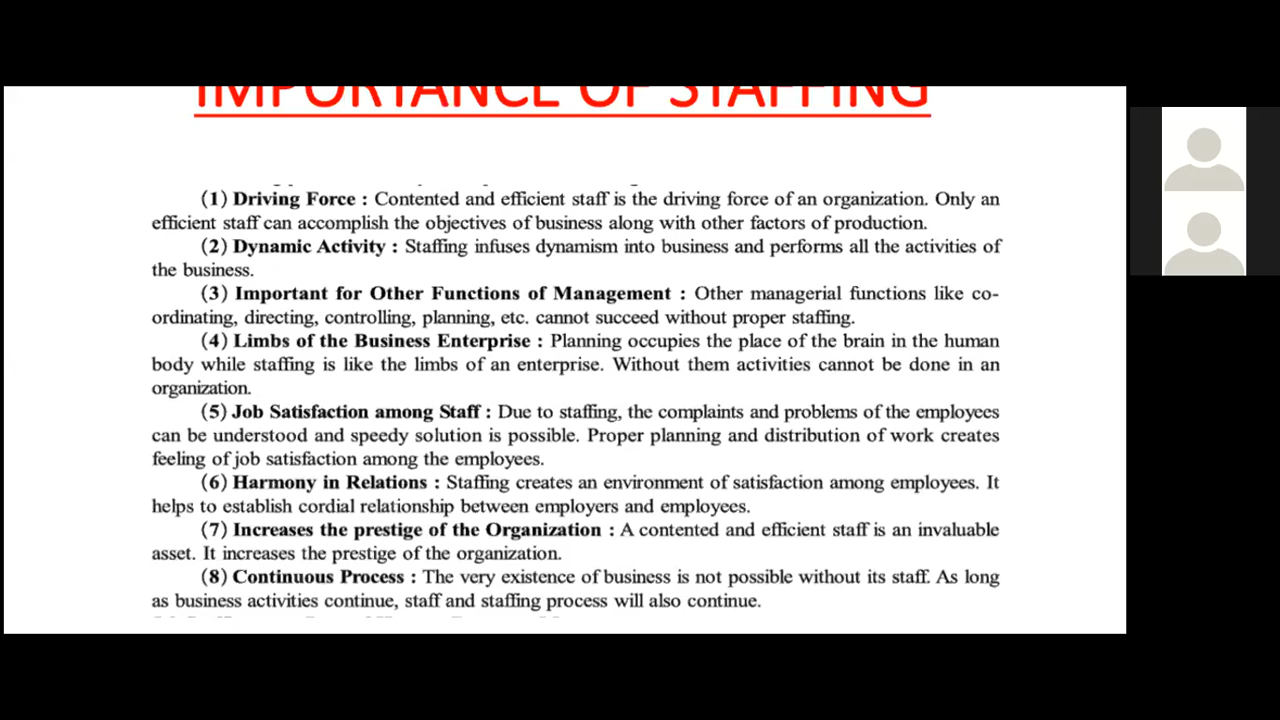 IMPORTANCE OF STAFFING
(1) Driving Force : Contented and efficient staff is the driving force of an organization. Only an
efficient staff can accomplish the objectives of business along with other factors of production.
(2) Dynamic Activity : Staffing infuses dynamism into business and performs all the activities of
the business.
(3) Important for Other Functions of Management : Other managerial functions like co-
ordinating, directing, controlling, planning, etc. cannot succeed without proper staffing.
(4) Limbs of the Business Enterprise : Planning occupies the place of the brain in the human
body while staffing is like the limbs of an enterprise. Without them activities cannot be done in an
organization.
(5) Job Satisfaction among Staff : Due to staffing, the complaints and problems of the employees
can be understood and speedy solution is possible. Proper planning and distribution of work creates
feeling of job satisfaction among the employees.
(6) Harmony in Relations : Staffing creates an environment of satisfaction among employees. It
helps to establish cordial relationship between employers and employees.
(7) Increases the prestige of the Organization : A contented and efficient staff is an invaluable
asset. It increases the prestige of the organization.
(8) Continuous Process : The very existence of business is not possible without its staff. As long
as business activities continue, staff and staffing process will also continue.